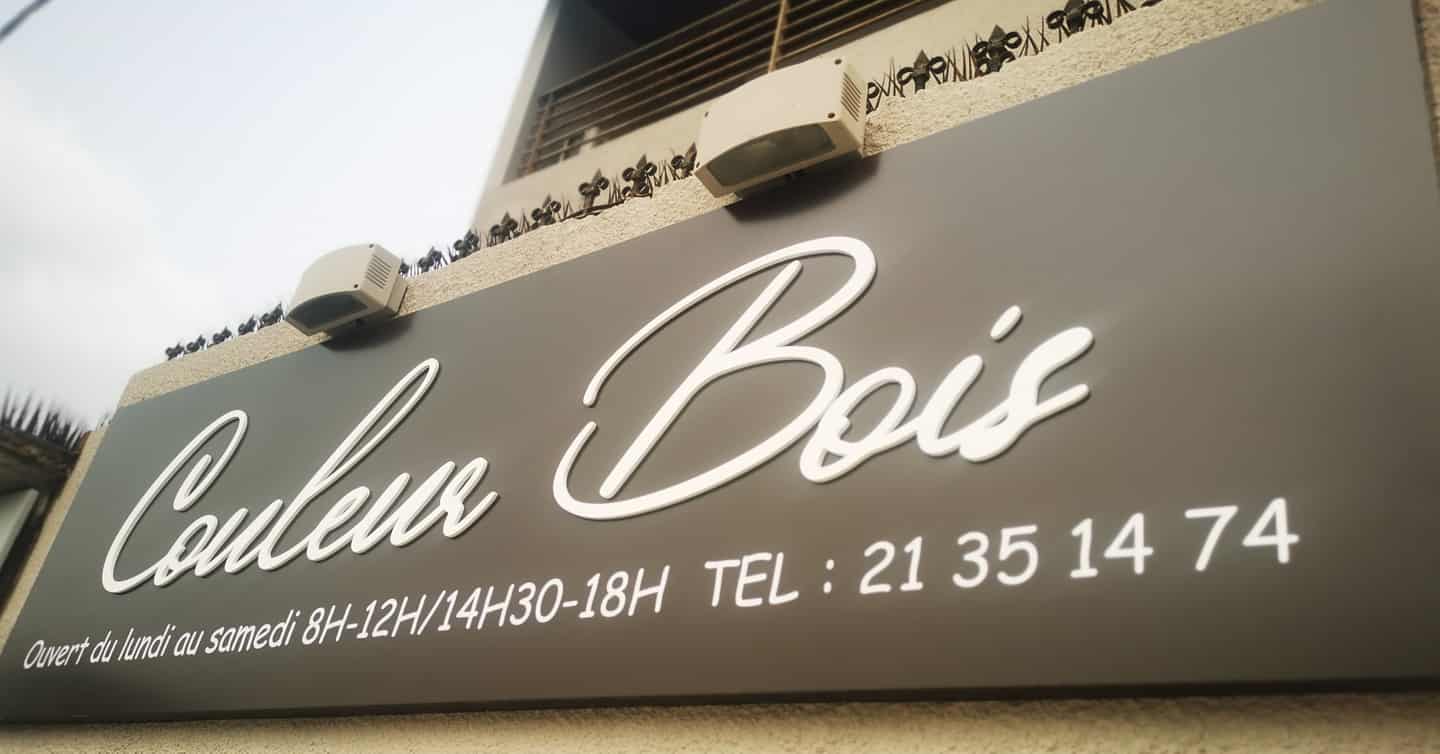 Couleur Bois
Ouvert du lundi au samedi 8H-12H/14H30-18H TEL : 21 35 14 74